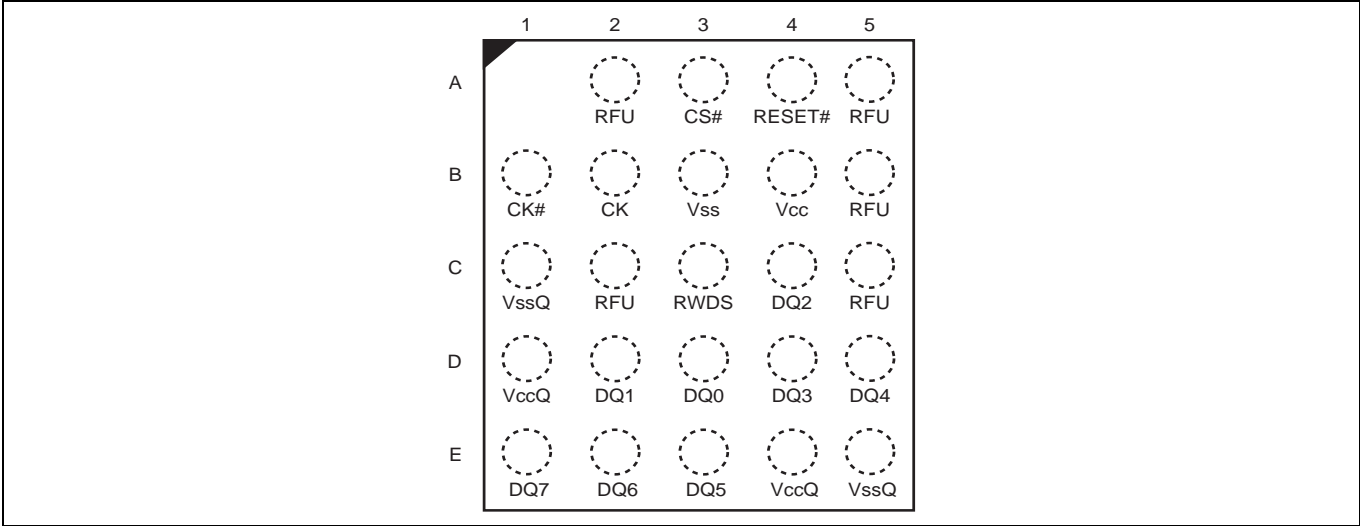 1 2 3 4 5
A
RFU CS# RESET# RFU
B
CK# CK Vss Vcc RFU
C
VssQ RFU RWDS DQ2 RFU
D
VccQ DQ1 DQ0 DQ3 DQ4
E
DQ7 DQ6 DQ5 VccQ VssQ